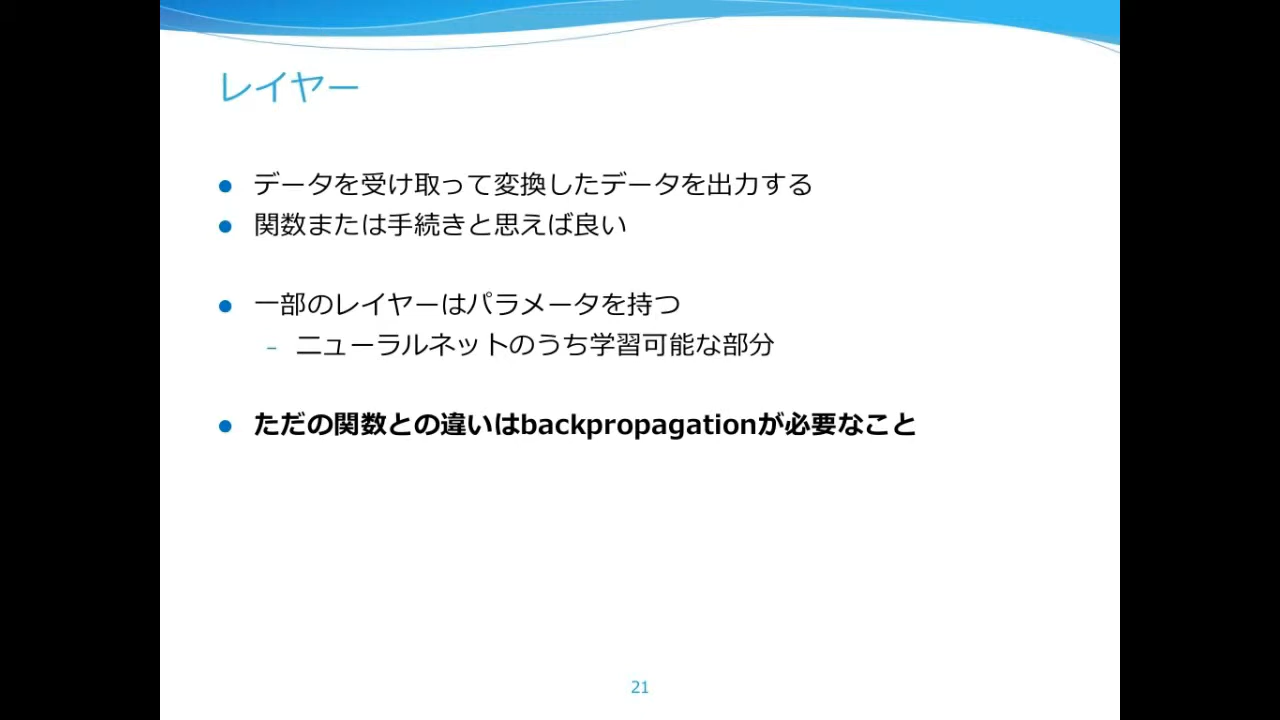 レイヤー
● データを受け取って変換したデータを出力する
● 関数または手続きと思えば良い
● 一部のレイヤーはパラメータを持つ
– ニューラルネットのうち学習可能な部分
● ただの関数との違いはbackpropagationが必要なこと
21